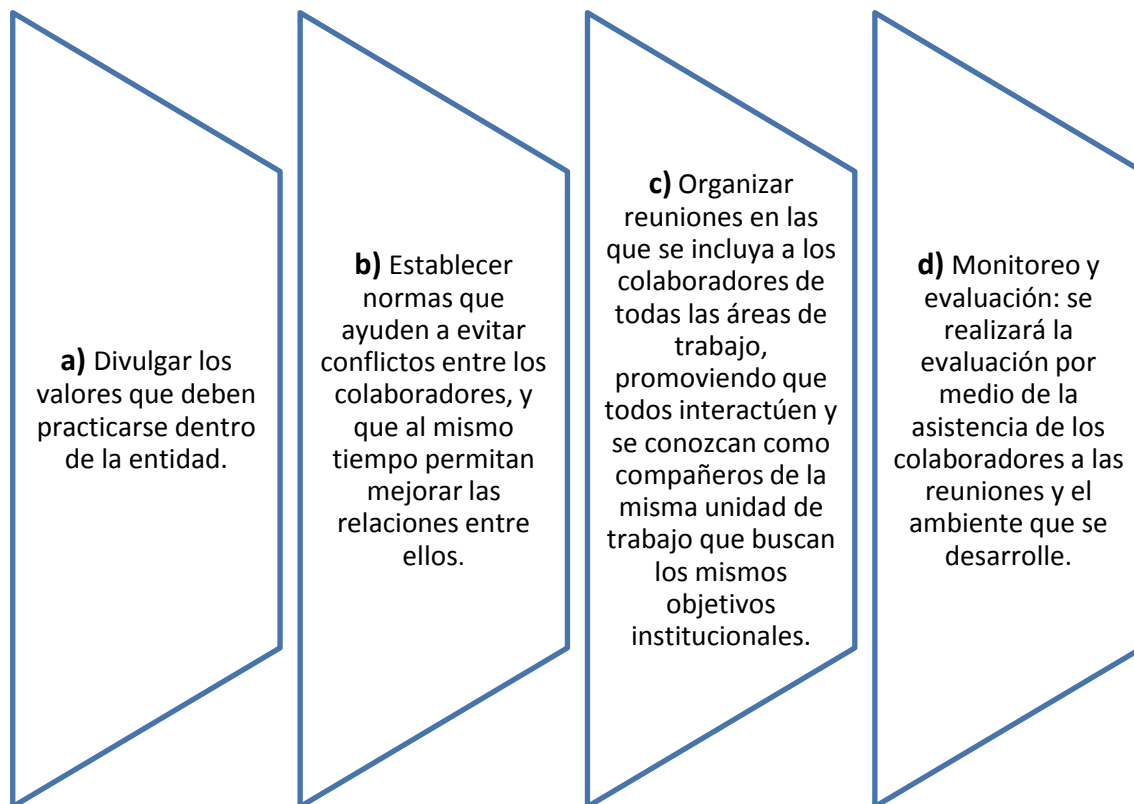 a) Divulgar los
valores que deben
practicarse dentro
de la entidad.
b) Establecer
normas que
ayuden a evitar
conflictos entre los
colaboradores, y
que al mismo
tiempo permitan
mejorar las
relaciones entre
ellos.
c) Organizar
reuniones en las
que se incluya a los
colaboradores de
todas las áreas de
trabajo,
promoviendo que
todos interactúen y
se conozcan como
compañeros de la
misma unidad de
trabajo que buscan
los mismos
objetivos
institucionales.
d) Monitoreo y
evaluación: se
realizará la
evaluación por
medio de la
asistencia de los
colaboradores a las
reuniones y el
ambiente que se
desarrolle.